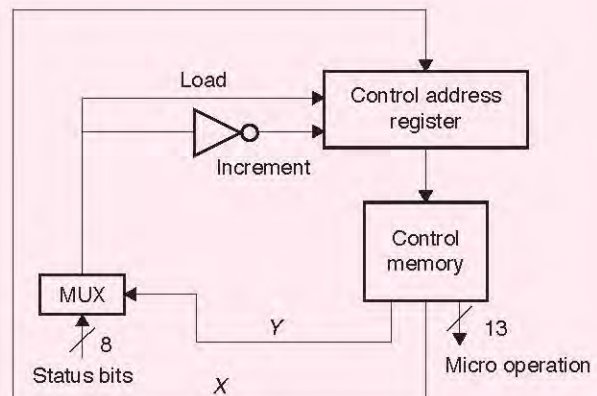 Load
Control address
register
Increment
Control
memory
MUX
Y
13
8
Micro operation
Status bits
X